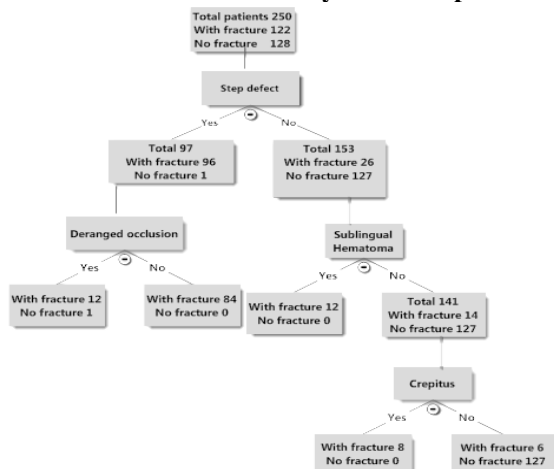 Total patients 250
With fracture 122
No fracture 128
Step defect
Yes
No
Total 97
With fracture 96
No fracture 1
Total 153
With fracture 26
No fracture 127
Deranged occlusion
Yes
No
With fracture 12
No fracture 1
With fracture 84
No fracture 0
Sublingual
Hematoma
Yes
No
With fracture 12
No fracture 0
Total 141
With fracture 14
No fracture 127
Crepitus
Yes
No
With fracture 8
No fracture 0
With fracture 6
No fracture 127